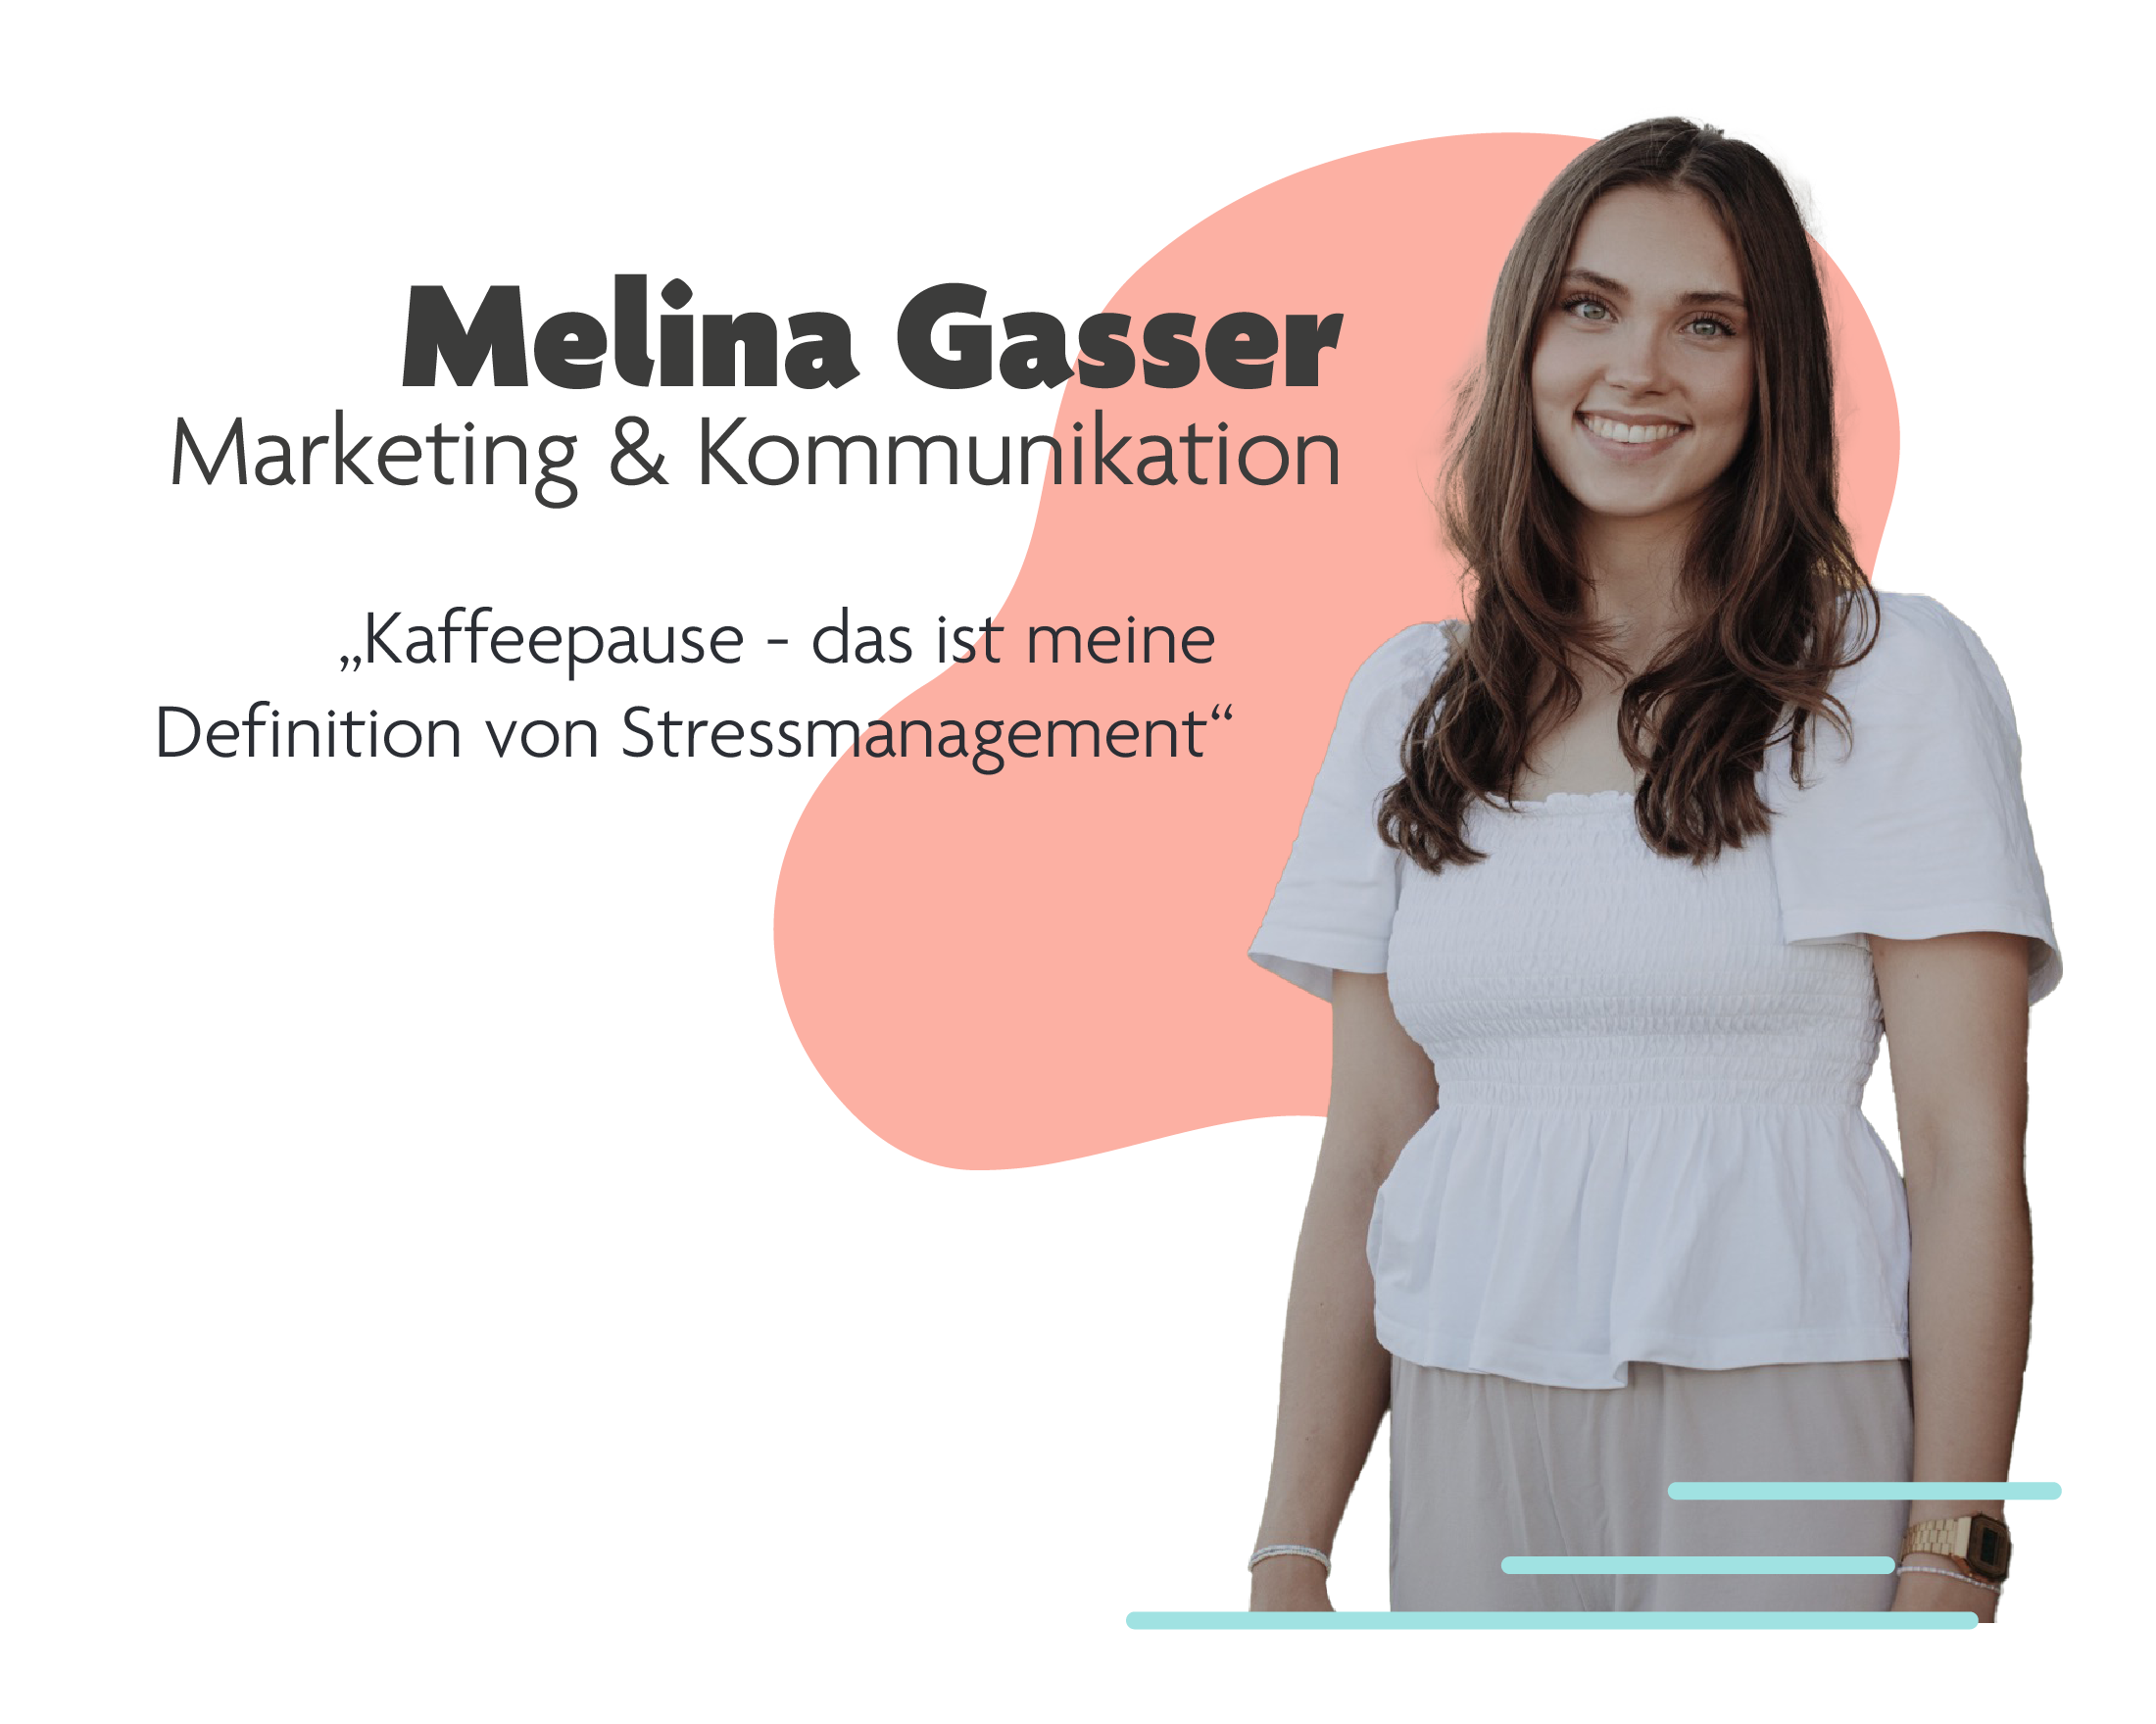 Melina Gasser
Marketing & Kommunikation
„Kaffeepause - das ist meine
Definition von Stressmanagement“